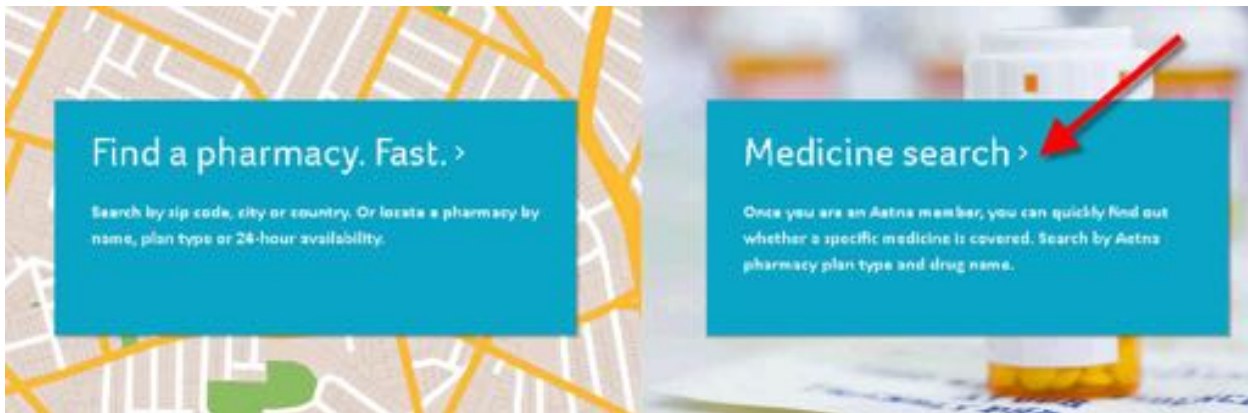 Find a pharmacy. Fast. >
Search by zip code, city or country. Or locate a pharmacy by
name, plan type or 24-hour availability.
Medicine search >
Once you are an Aetna member, you can quickly find out
whether a specific medicine is covered. Search by Aetna
pharmacy plan type and drug name.